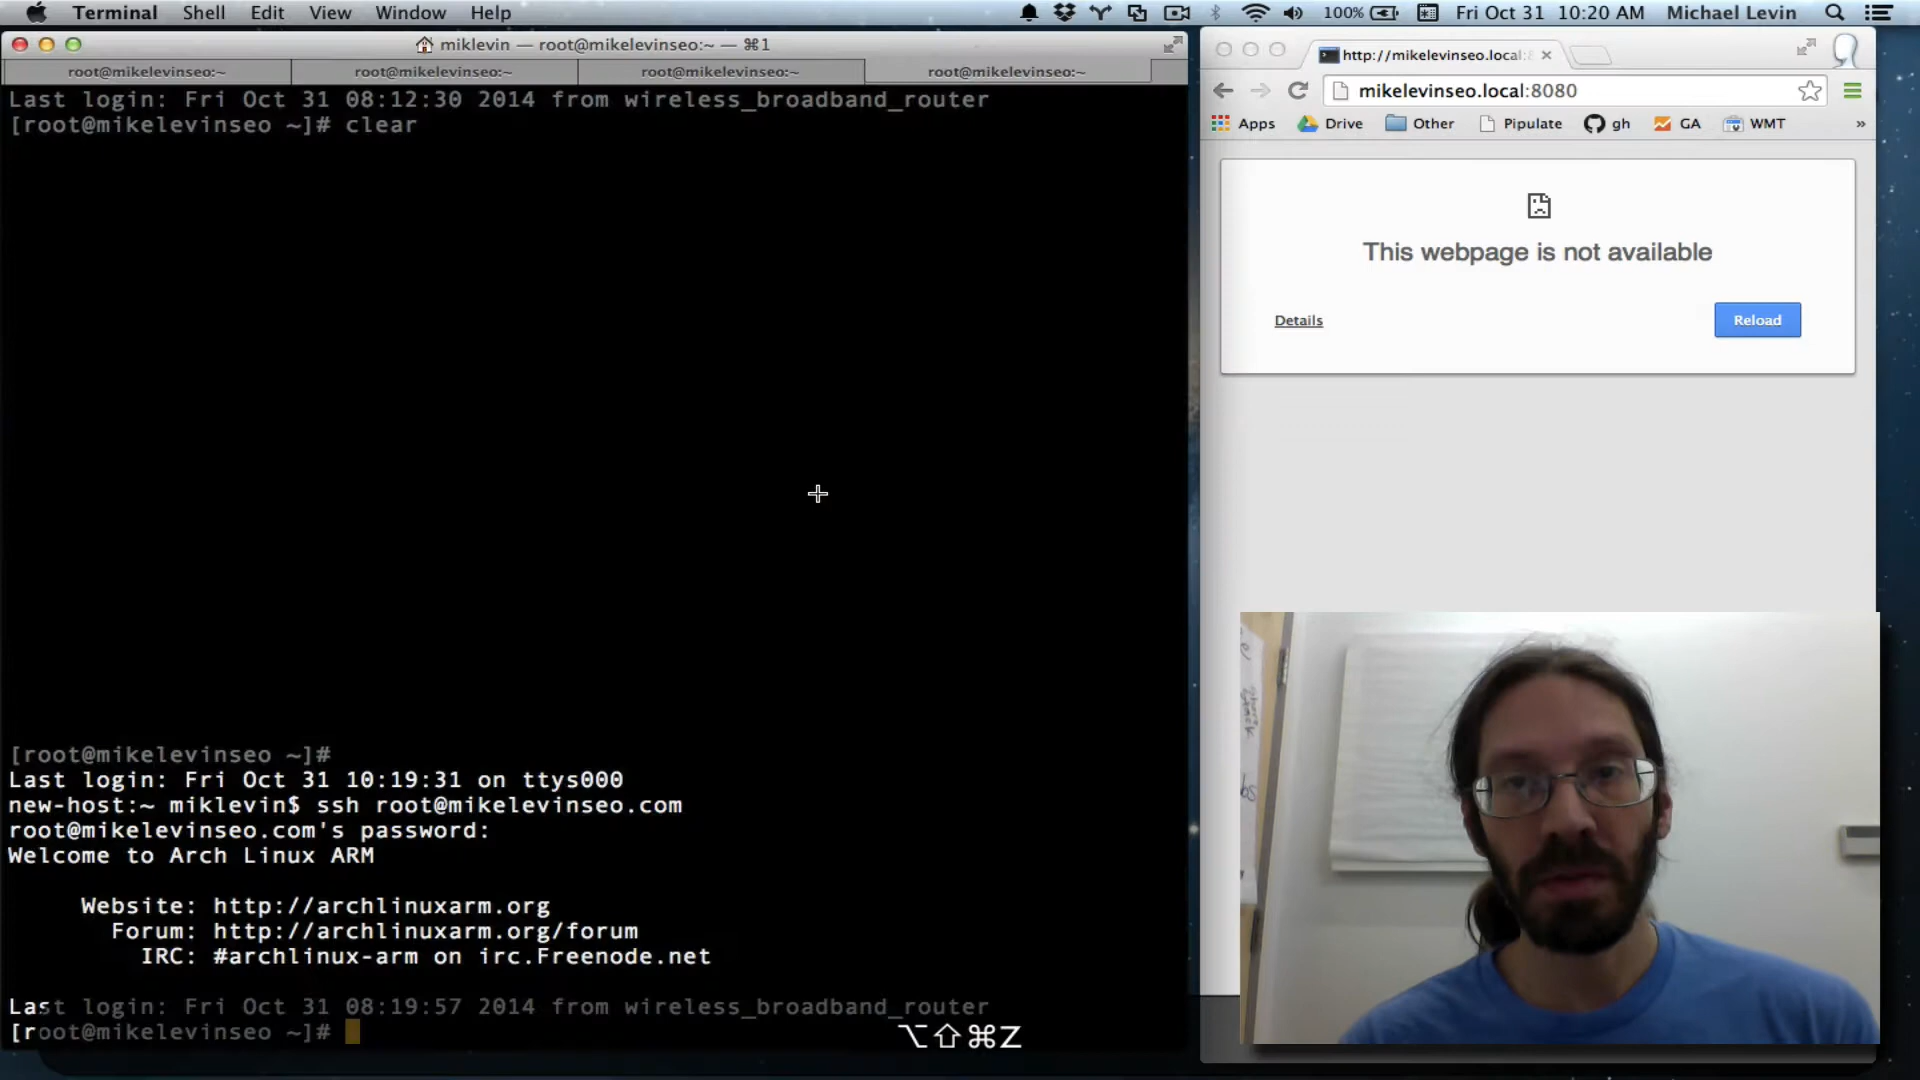 Terminal Shell Edit View Window Help
100% Fri Oct 31 10:20 AM Michael Levin
miklevin — root@mikelevinseo:~ — ⌘1
root@mikelevinseo:~ root@mikelevinseo:~ root@mikelevinseo:~ root@mikelevinseo:~
Last login: Fri Oct 31 08:12:30 2014 from wireless_broadband_router
[root@mikelevinseo ~]# clear
[root@mikelevinseo ~]#
Last login: Fri Oct 31 10:19:31 on ttys000
new-host:~ miklevin$ ssh root@mikelevinseo.com
root@mikelevinseo.com's password:
Welcome to Arch Linux ARM
Website: http://archlinuxarm.org
Forum: http://archlinuxarm.org/forum
IRC: #archlinux-arm on irc.Freenode.net
Last login: Fri Oct 31 08:19:57 2014 from wireless_broadband_router
[root@mikelevinseo ~]#
⌥⇧⌘Z
http://mikelevinseo.local:
mikelevinseo.local:8080
Apps Drive Other Pipulate gh GA WMT »
This webpage is not available
Details
Reload